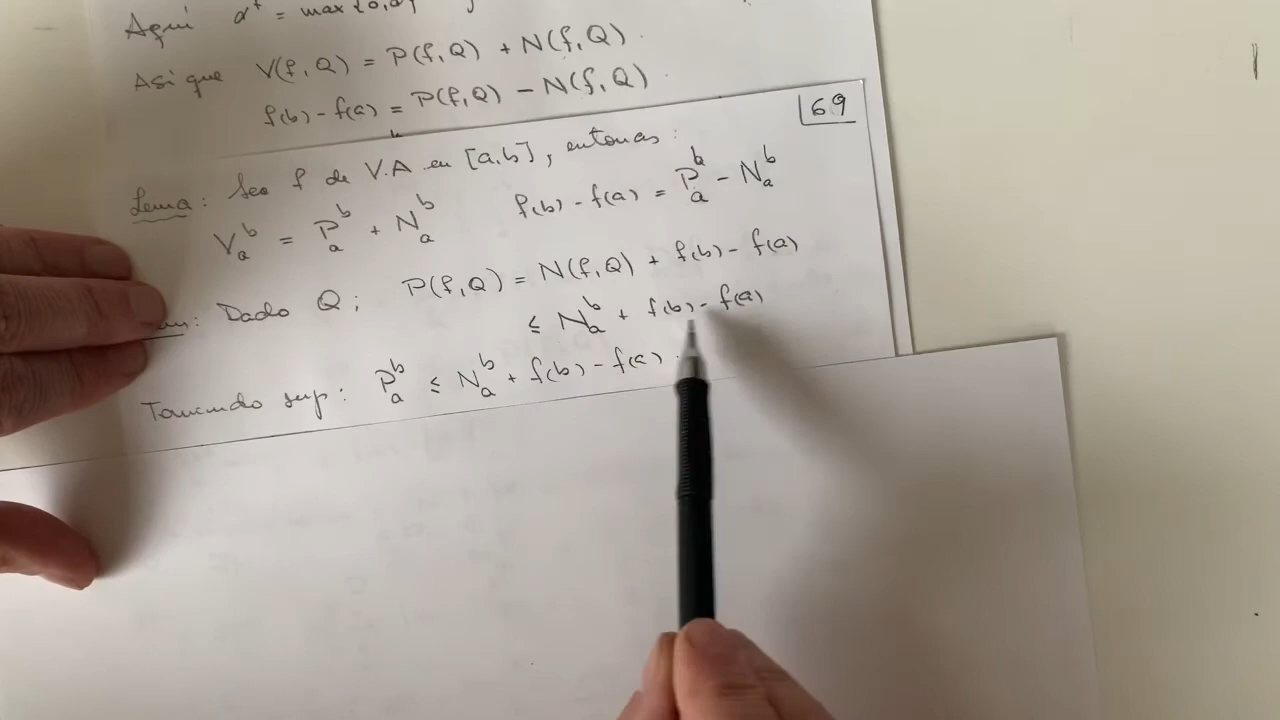 Aquí α⁺ = max {0,α}
Así que V(f,Q) = P(f,Q) + N(f,Q).
f(b) - f(a) = P(f,Q) - N(f,Q).
69
Lema: Sea f de V.A en [a,b], entonces:
V_a^b = P_a^b + N_a^b f(b) - f(a) = P_a^b - N_a^b
Dado Q; P(f,Q) = N(f,Q) + f(b) - f(a)
≤ N_a^b + f(b) - f(a)
Tomando sup: P_a^b ≤ N_a^b + f(b) - f(a).